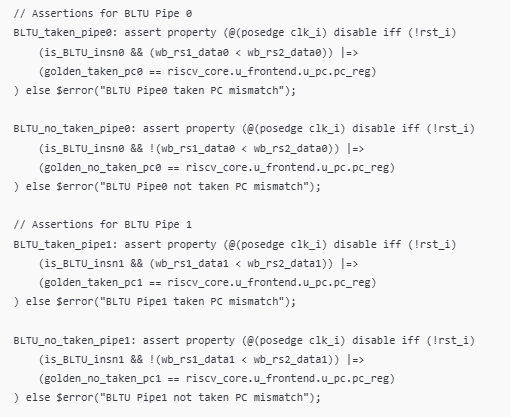 // Assertions for BLTU Pipe 0
BLTU_taken_pipe0: assert property (@(posedge clk_i) disable iff (!rst_i)
    (is_BLTU_insn0 && (wb_rs1_data0 < wb_rs2_data0)) |=>
    (golden_taken_pc0 == riscv_core.u_frontend.u_pc.pc_reg)
) else $error("BLTU Pipe0 taken PC mismatch");

BLTU_no_taken_pipe0: assert property (@(posedge clk_i) disable iff (!rst_i)
    (is_BLTU_insn0 && !(wb_rs1_data0 < wb_rs2_data0)) |=>
    (golden_no_taken_pc0 == riscv_core.u_frontend.u_pc.pc_reg)
) else $error("BLTU Pipe0 not taken PC mismatch");

// Assertions for BLTU Pipe 1
BLTU_taken_pipe1: assert property (@(posedge clk_i) disable iff (!rst_i)
    (is_BLTU_insn1 && (wb_rs1_data1 < wb_rs2_data1)) |=>
    (golden_taken_pc1 == riscv_core.u_frontend.u_pc.pc_reg)
) else $error("BLTU Pipe1 taken PC mismatch");

BLTU_no_taken_pipe1: assert property (@(posedge clk_i) disable iff (!rst_i)
    (is_BLTU_insn1 && !(wb_rs1_data1 < wb_rs2_data1)) |=>
    (golden_no_taken_pc1 == riscv_core.u_frontend.u_pc.pc_reg)
) else $error("BLTU Pipe1 not taken PC mismatch");